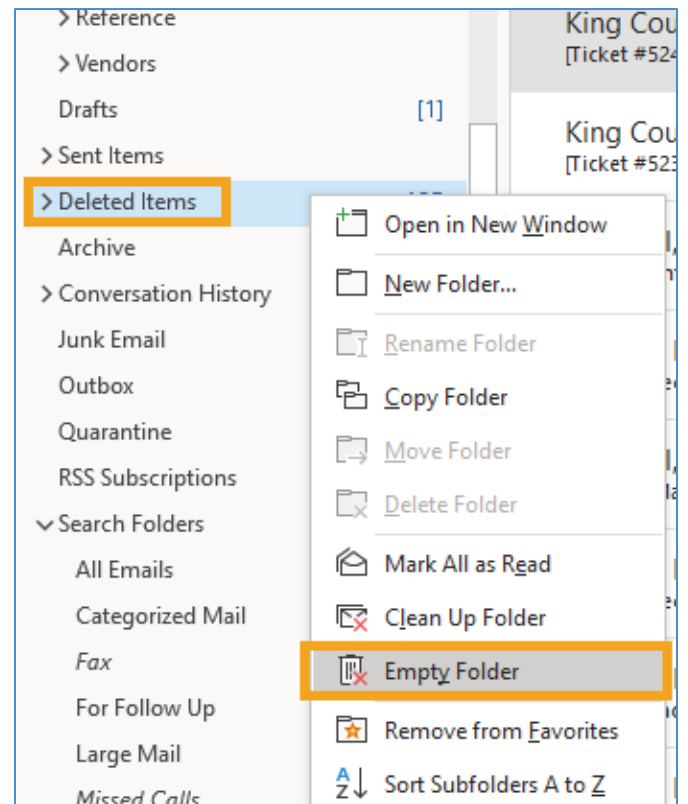 Reference
Vendors
Drafts [1]
Sent Items
Deleted Items
Archive
Conversation History
Junk Email
Outbox
Quarantine
RSS Subscriptions
Search Folders
All Emails
Categorized Mail
Fax
For Follow Up
Large Mail
Missed Calls
Open in New Window
New Folder...
Rename Folder
Copy Folder
Move Folder
Delete Folder
Mark All as Read
Clean Up Folder
Empty Folder
Remove from Favorites
Sort Subfolders A to Z
King Cou
[Ticket #524
King Cou
[Ticket #523